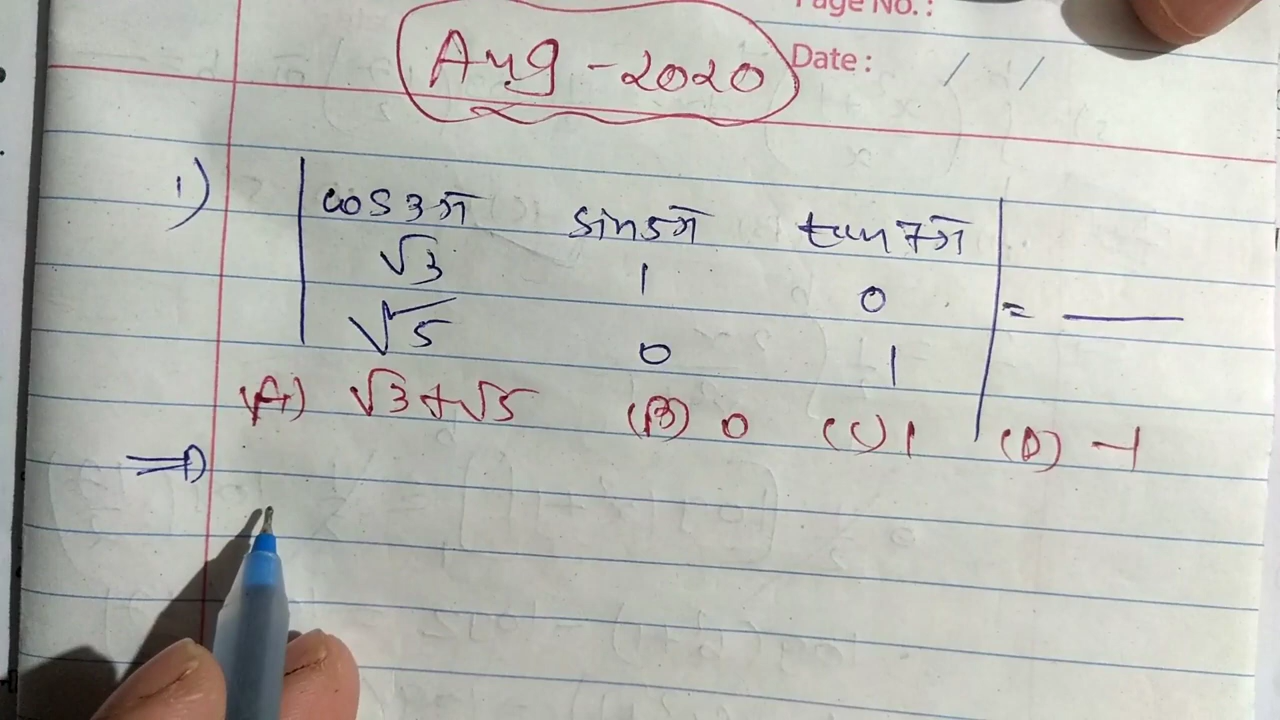 Page No. :
Aug - 2020
Date : / /
1) | cos3π sin5π tan7π |
√3 1 0 = ____
√5 0 1
(A) √3+√5 (B) 0 (C) 1 (D) -1
⇒